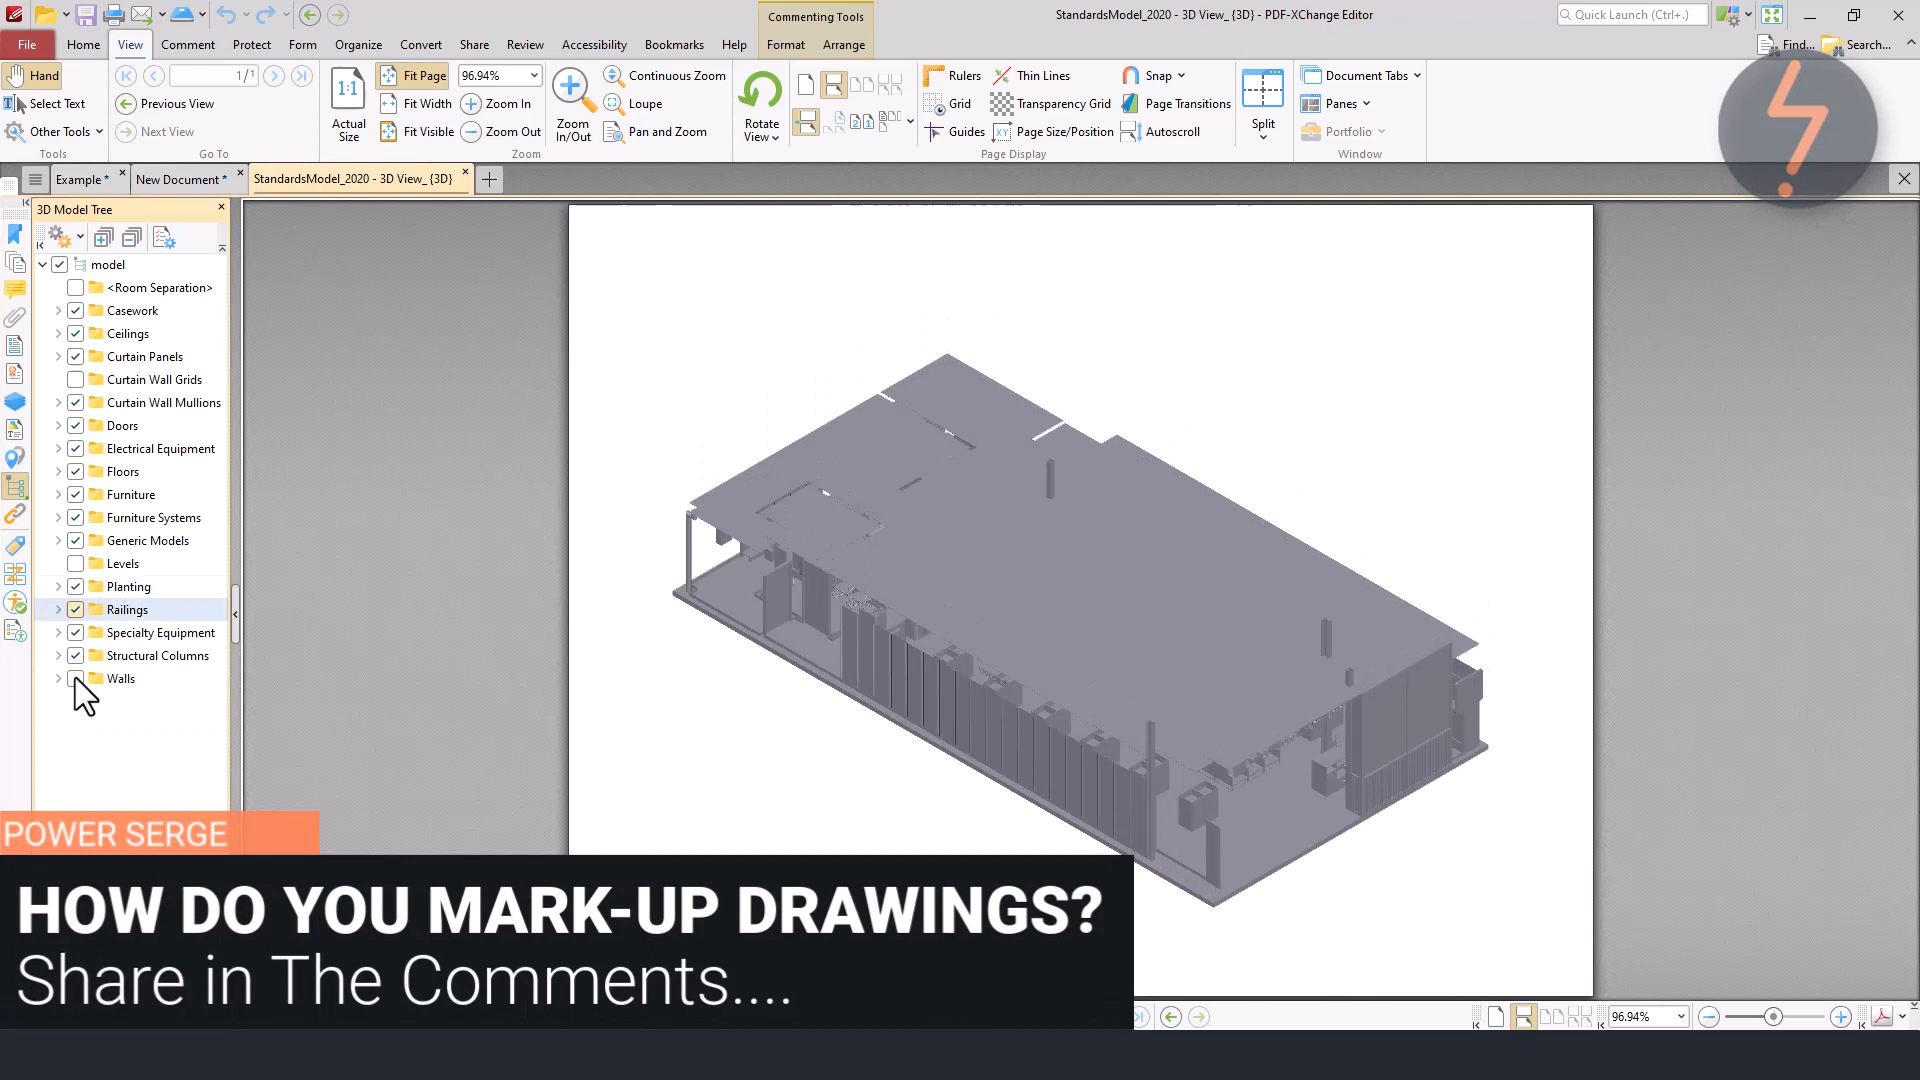 Commenting Tools
StandardsModel_2020 - 3D View_ {3D} - PDF-XChange Editor
Quick Launch (Ctrl+.)
File Home View Comment Protect Form Organize Convert Share Review Accessibility Bookmarks Help Format Arrange Find... Search...
Hand
Select Text
Other Tools
Tools
1 / 1
Previous View
Next View
Go To
1:1
Actual Size
Fit Page
Fit Width
Fit Visible
96.94%
Zoom In
Zoom Out
Zoom In/Out
Continuous Zoom
Loupe
Pan and Zoom
Zoom
Rotate View
Rulers
Grid
Guides
Thin Lines
Transparency Grid
Page Size/Position
Snap
Page Transitions
Autoscroll
Page Display
Split
Document Tabs
Panes
Portfolio
Window
Example *
New Document *
StandardsModel_2020 - 3D View_ {3D}
3D Model Tree
model
<Room Separation>
Casework
Ceilings
Curtain Panels
Curtain Wall Grids
Curtain Wall Mullions
Doors
Electrical Equipment
Floors
Furniture
Furniture Systems
Generic Models
Levels
Planting
Railings
Specialty Equipment
Structural Columns
Walls
POWER SERGE
HOW DO YOU MARK-UP DRAWINGS?
Share in The Comments....
96.94%